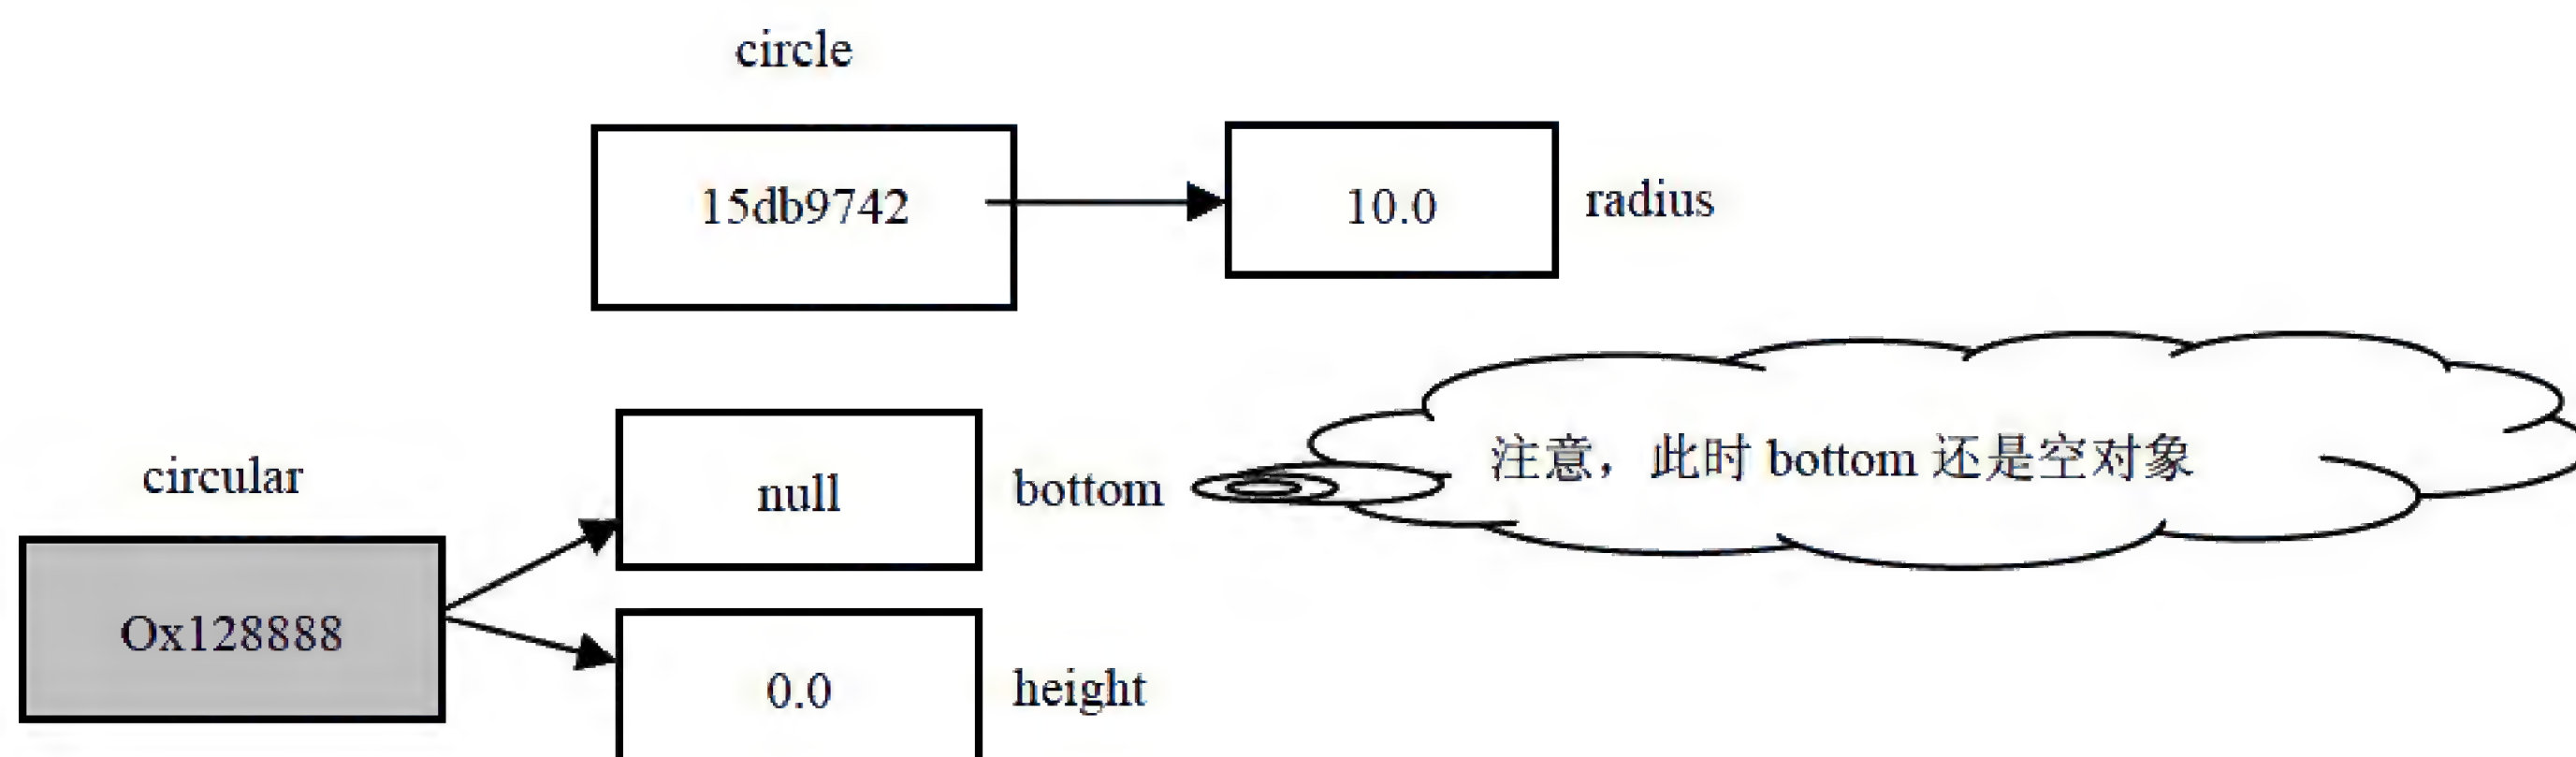 circle
15db9742
10.0
radius
circular
null
bottom
注意，此时 bottom 还是空对象
Ox128888
0.0
height